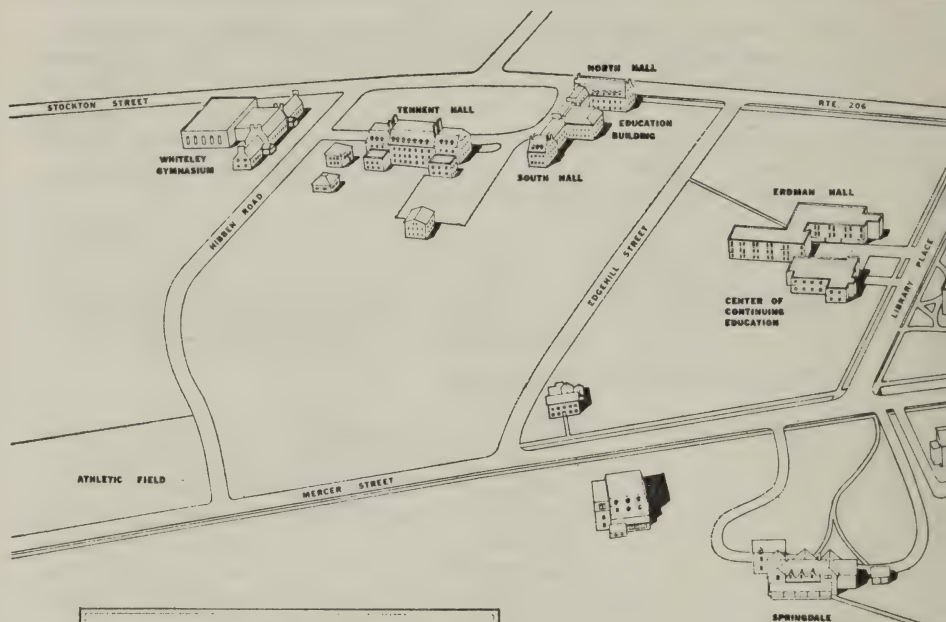 NORTH HALL
STOCKTON STREET
RTE. 206
TENNENT HALL
EDUCATION
BUILDING
WHITELEY
GYMNASIUM
SOUTH HALL
ERDMAN HALL
HIBBEN ROAD
EDGEHILL STREET
LIBRARY PLACE
CENTER OF
CONTINUING
EDUCATION
ATHLETIC FIELD
MERCER STREET
SPRINGDALE